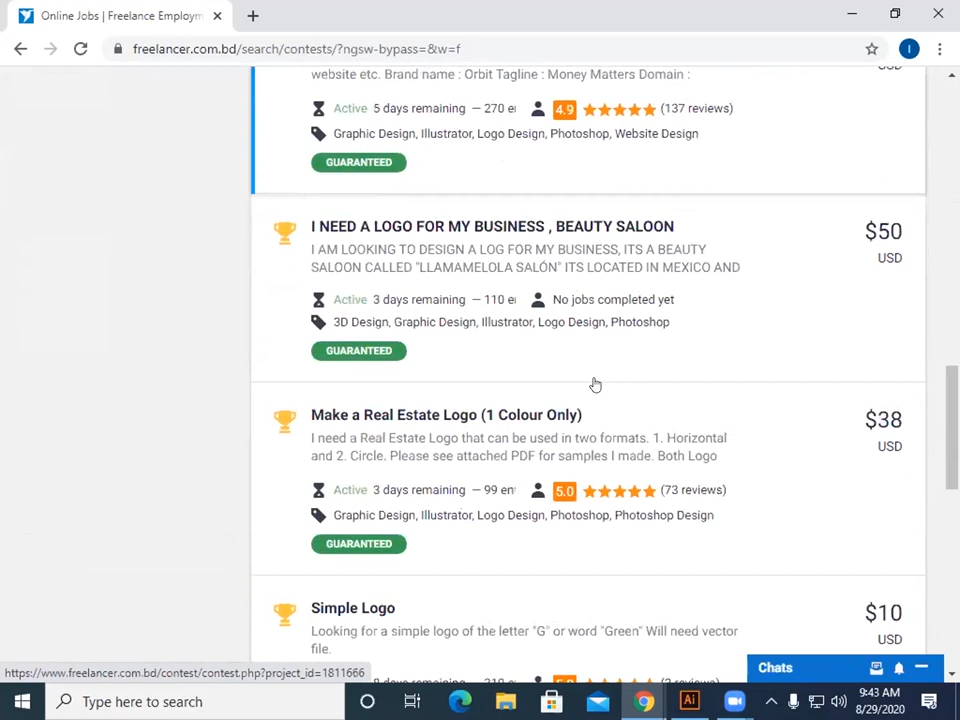 Online Jobs | Freelance Employm
freelancer.com.bd/search/contests/?ngsw-bypass=&w=f
website etc. Brand name : Orbit Tagline : Money Matters Domain :
USD
Active 5 days remaining — 270 e 4.9 (137 reviews)
Graphic Design, Illustrator, Logo Design, Photoshop, Website Design
GUARANTEED
I NEED A LOGO FOR MY BUSINESS , BEAUTY SALOON
$50
I AM LOOKING TO DESIGN A LOG FOR MY BUSINESS, ITS A BEAUTY
USD
SALOON CALLED "LLAMAMELOLA SALÓN" ITS LOCATED IN MEXICO AND
Active 3 days remaining — 110 e No jobs completed yet
3D Design, Graphic Design, Illustrator, Logo Design, Photoshop
GUARANTEED
Make a Real Estate Logo (1 Colour Only)
$38
I need a Real Estate Logo that can be used in two formats. 1. Horizontal
USD
and 2. Circle. Please see attached PDF for samples I made. Both Logo
Active 3 days remaining — 99 en 5.0 (73 reviews)
Graphic Design, Illustrator, Logo Design, Photoshop, Photoshop Design
GUARANTEED
Simple Logo
$10
Looking for a simple logo of the letter "G" or word "Green" Will need vector
USD
file.
https://www.freelancer.com.bd/contest/contest.php?project_id=1811666
Chats
Type here to search
Ai
9:43 AM
8/29/2020